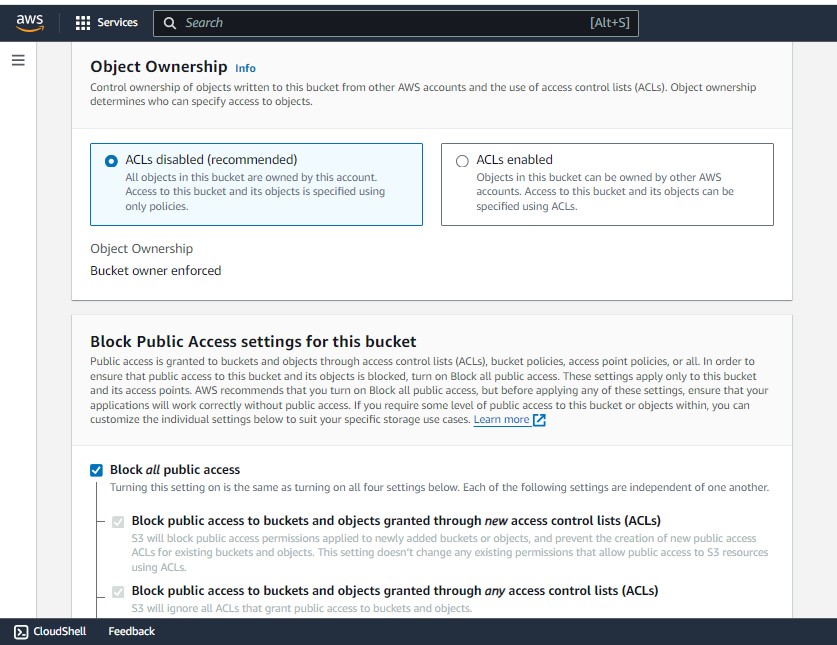 aws
Services
Search
[Alt+S]
Object Ownership Info
Control ownership of objects written to this bucket from other AWS accounts and the use of access control lists (ACLs). Object ownership
determines who can specify access to objects.
ACLs disabled (recommended)
All objects in this bucket are owned by this account.
Access to this bucket and its objects is specified using
only policies.
ACLs enabled
Objects in this bucket can be owned by other AWS
accounts. Access to this bucket and its objects can be
specified using ACLs.
Object Ownership
Bucket owner enforced
Block Public Access settings for this bucket
Public access is granted to buckets and objects through access control lists (ACLs), bucket policies, access point policies, or all. In order to
ensure that public access to this bucket and its objects is blocked, turn on Block all public access. These settings apply only to this bucket
and its access points. AWS recommends that you turn on Block all public access, but before applying any of these settings, ensure that your
applications will work correctly without public access. If you require some level of public access to this bucket or objects within, you can
customize the individual settings below to suit your specific storage use cases. Learn more
Block all public access
Turning this setting on is the same as turning on all four settings below. Each of the following settings are independent of one another.
Block public access to buckets and objects granted through new access control lists (ACLs)
S3 will block public access permissions applied to newly added buckets or objects, and prevent the creation of new public access
ACLs for existing buckets and objects. This setting doesn't change any existing permissions that allow public access to S3 resources
using ACLs.
Block public access to buckets and objects granted through any access control lists (ACLs)
S3 will ignore all ACLs that grant public access to buckets and objects.
CloudShell
Feedback